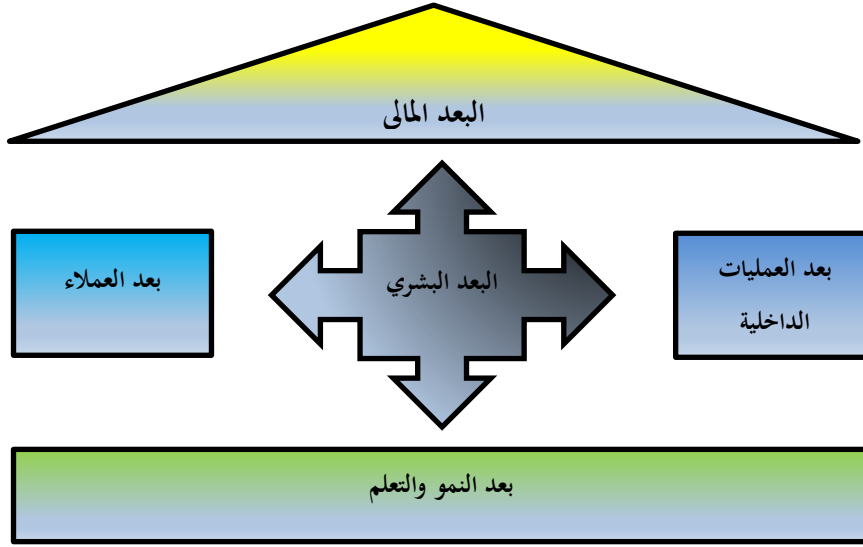 البعد المالى
بعد العمليات
الداخلية
البعد البشري
بعد العملاء
بعد النمو والتعلم